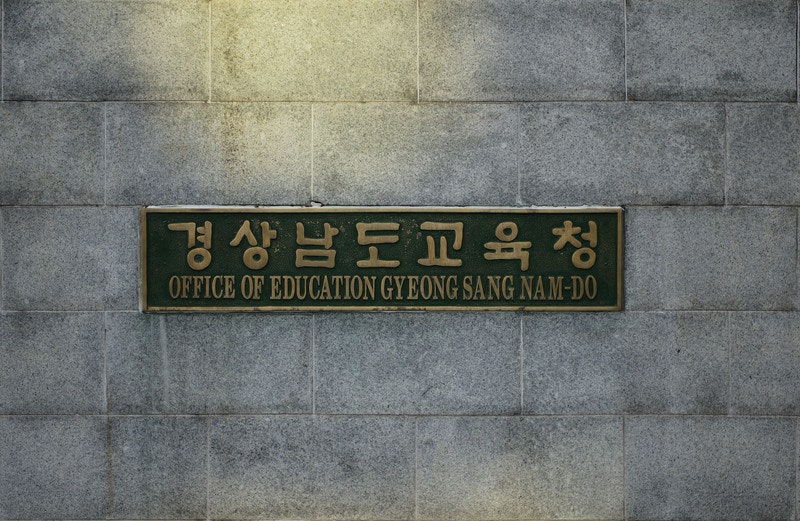 경상남도교육청
OFFICE OF EDUCATION GYEONG SANG NAM-DO